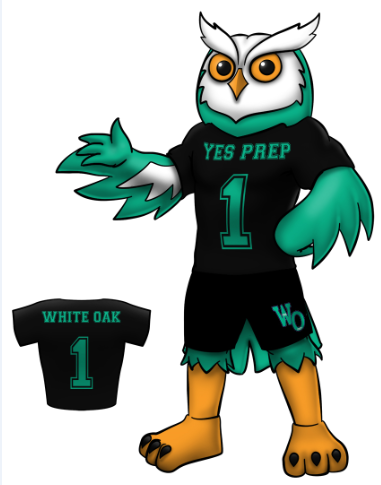 YES PREP
1
WO
WHITE OAK
1